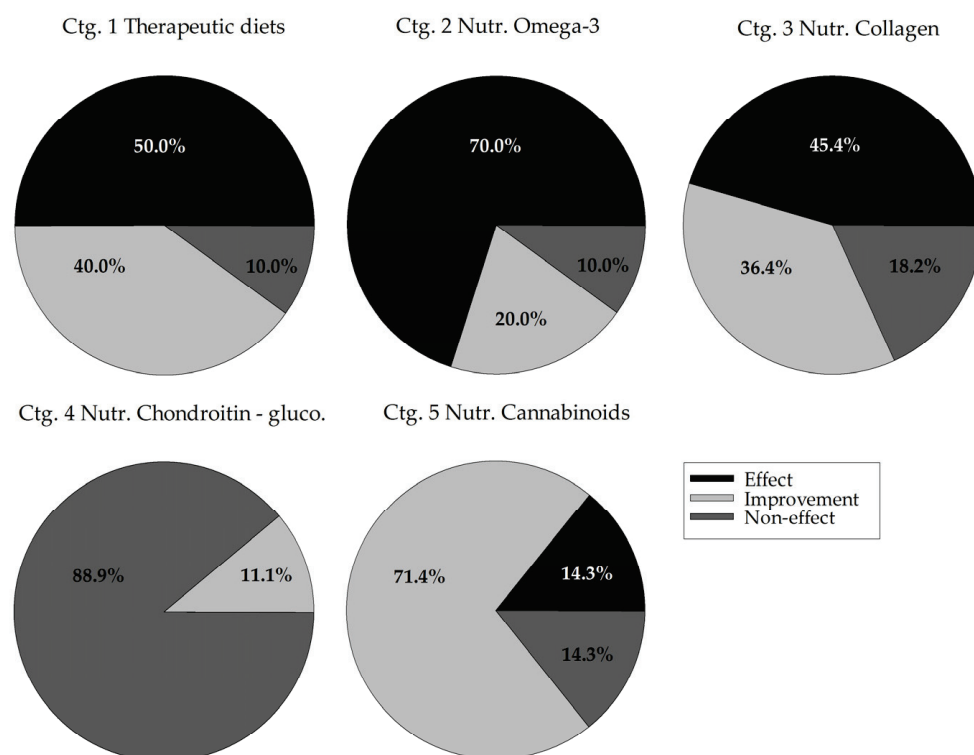 Ctg. 1 Therapeutic diets
Ctg. 2 Nutr. Omega-3
Ctg. 3 Nutr. Collagen
50.0%
40.0%
10.0%
70.0%
20.0%
10.0%
45.4%
36.4%
18.2%
Ctg. 4 Nutr. Chondroitin - gluco.
Ctg. 5 Nutr. Cannabinoids
88.9%
11.1%
71.4%
14.3%
14.3%
Effect
Improvement
Non-effect